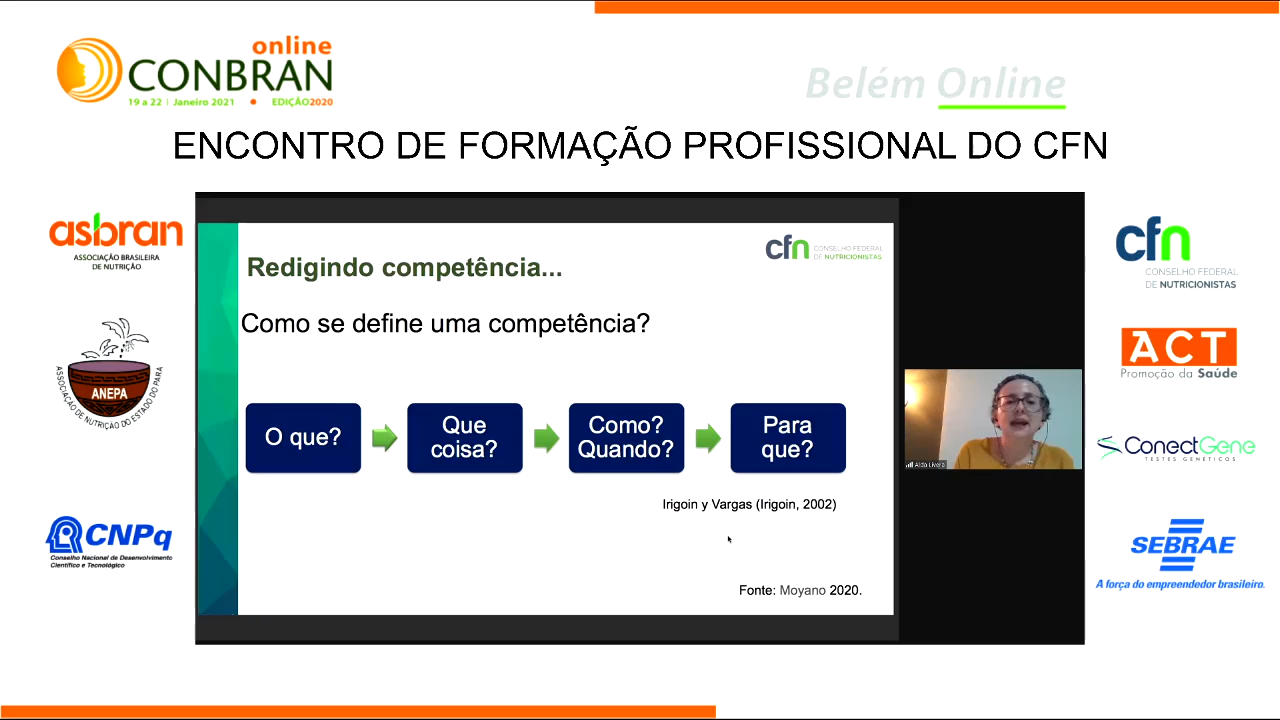 online
CONBRAN
19 a 22 | Janeiro 2021 • EDIÇÃO2020
Belém Online
ENCONTRO DE FORMAÇÃO PROFISSIONAL DO CFN
asbran
ASSOCIAÇÃO BRASILEIRA
DE NUTRIÇÃO
ANEPA
ASSOCIAÇÃO DE NUTRIÇÃO DO ESTADO DO PARÁ
CNPq
Conselho Nacional de Desenvolvimento
Científico e Tecnológico
cfn
CONSELHO FEDERAL
DE NUTRICIONISTAS
Redigindo competência...
Como se define uma competência?
O que?
Que
coisa?
Como?
Quando?
Para
que?
Irigoin y Vargas (Irigoin, 2002)
Fonte: Moyano 2020.
Alda Livera
cfn
CONSELHO FEDERAL
DE NUTRICIONISTAS
ACT
Promoção da Saúde
ConectGene
TESTES GENÉTICOS
SEBRAE
A força do empreendedor brasileiro.